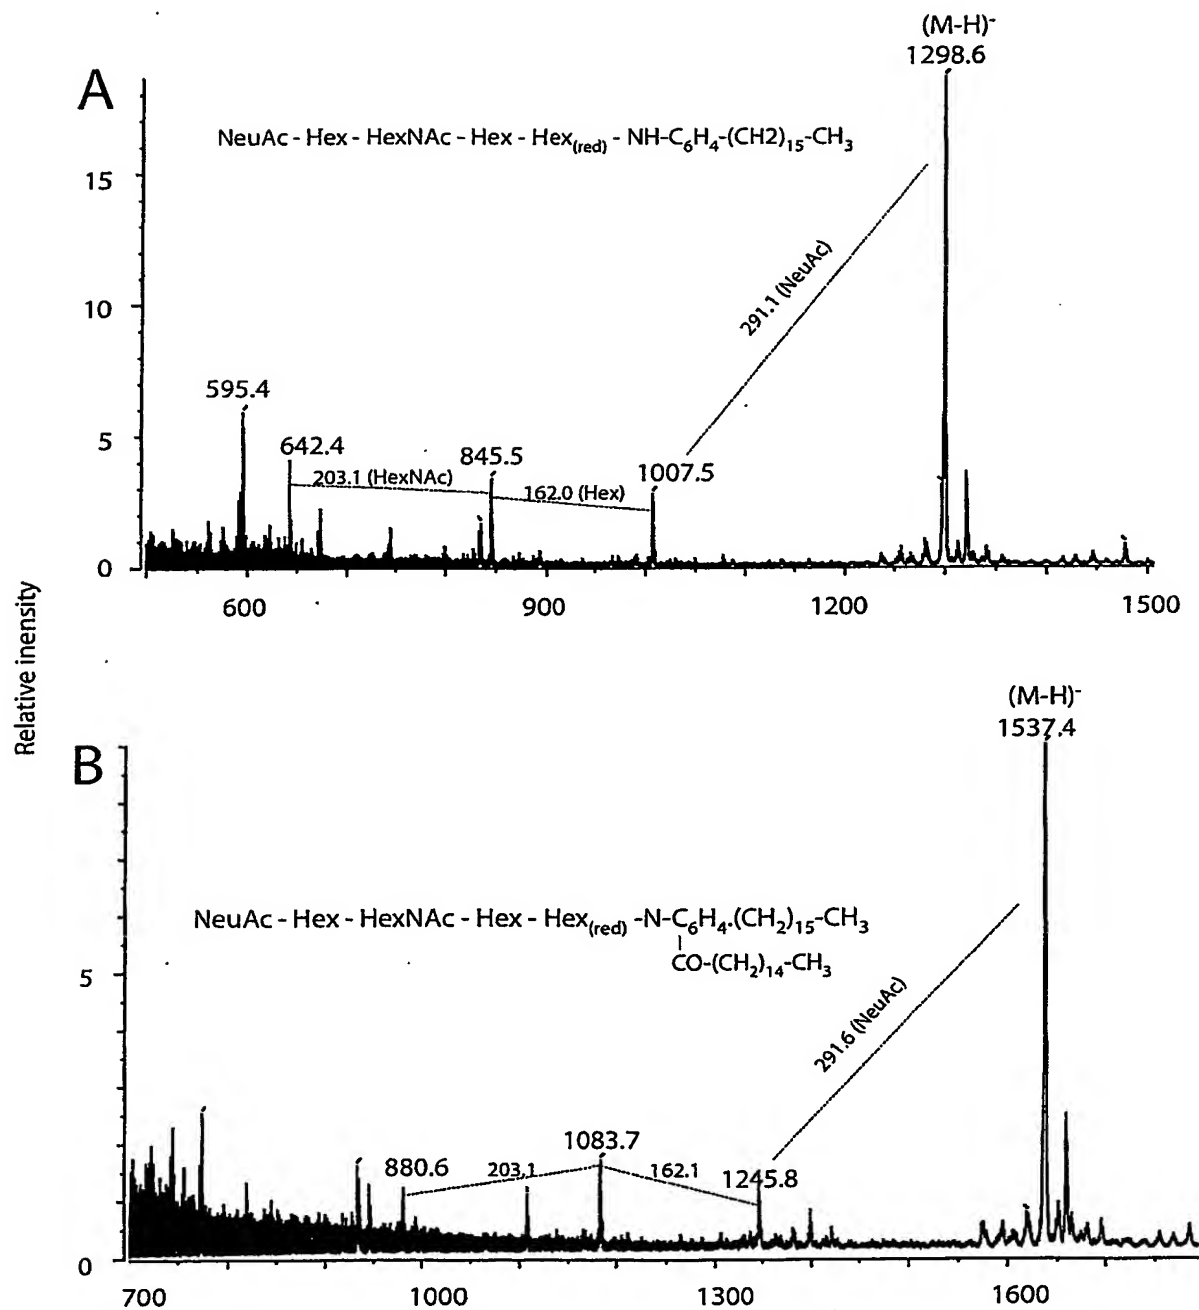 (M-H)⁻
1298.6
A
NeuAc - Hex - HexNAc - Hex - Hex(red) - NH-C₆H₄-(CH2)₁₅-CH₃
15
291.1 (NeuAc)
10
595.4
5
642.4
845.5
1007.5
203.1 (HexNAc)
162.0 (Hex)
0
600
900
1200
1500
Relative inensity
(M-H)⁻
1537.4
B
NeuAc - Hex - HexNAc - Hex - Hex(red) -N-C₆H₄.(CH₂)₁₅-CH₃
CO-(CH₂)₁₄-CH₃
5
291.6 (NeuAc)
1083.7
880.6
203.1
162.1
1245.8
0
700
1000
1300
1600